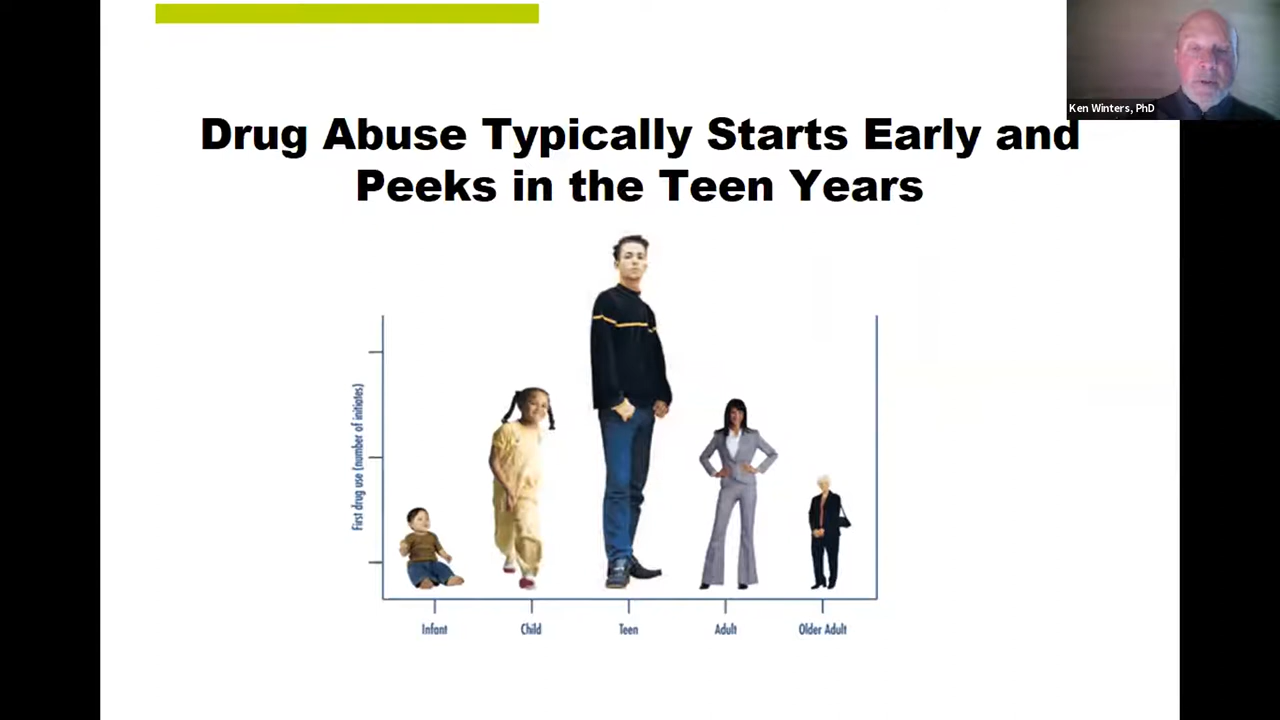 Ken Winters, PhD
Drug Abuse Typically Starts Early and
Peeks in the Teen Years
First drug use (number of initiates)
Infant
Child
Teen
Adult
Older Adult